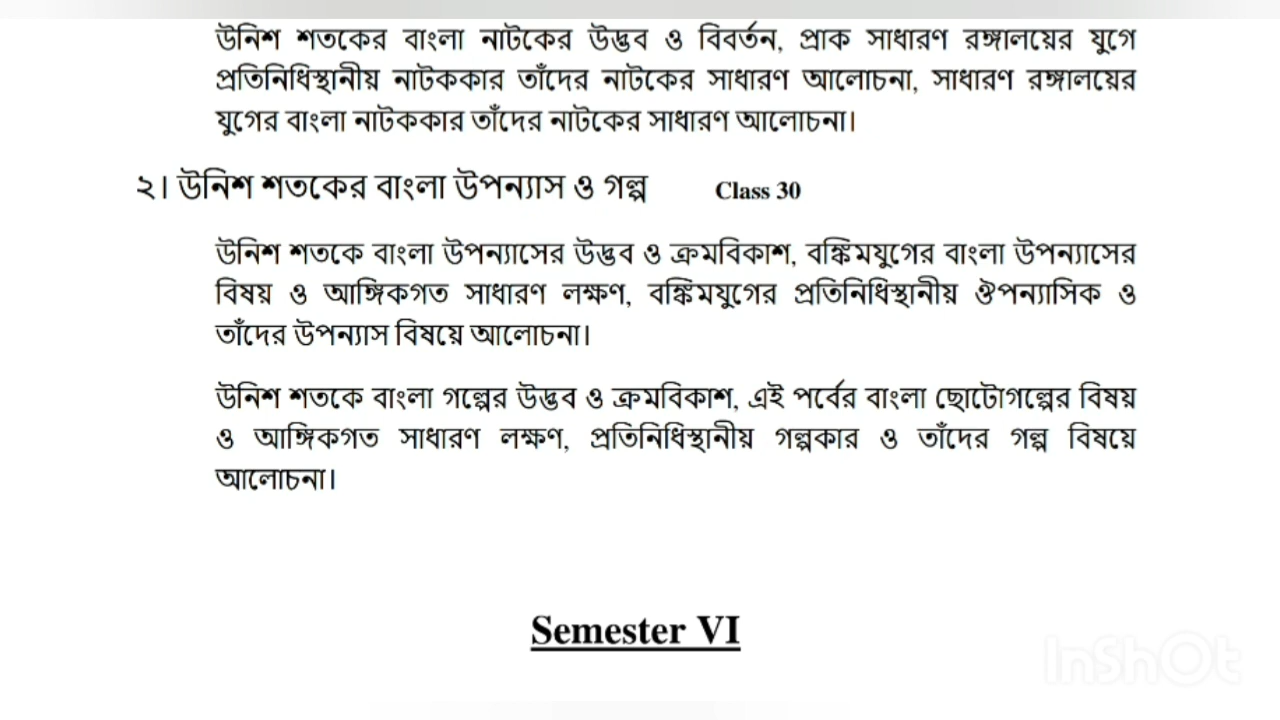 উনিশ শতকের বাংলা নাটকের উদ্ভব ও বিবর্তন, প্রাক সাধারণ রঙ্গালয়ের যুগে
প্রতিনিধিস্থানীয় নাটককার তাঁদের নাটকের সাধারণ আলোচনা, সাধারণ রঙ্গালয়ের
যুগের বাংলা নাটককার তাঁদের নাটকের সাধারণ আলোচনা।
২। উনিশ শতকের বাংলা উপন্যাস ও গল্প Class 30
উনিশ শতকে বাংলা উপন্যাসের উদ্ভব ও ক্রমবিকাশ, বঙ্কিমযুগের বাংলা উপন্যাসের
বিষয় ও আঙ্গিকগত সাধারণ লক্ষণ, বঙ্কিমযুগের প্রতিনিধিস্থানীয় ঔপন্যাসিক ও
তাঁদের উপন্যাস বিষয়ে আলোচনা।
উনিশ শতকে বাংলা গল্পের উদ্ভব ও ক্রমবিকাশ, এই পর্বের বাংলা ছোটোগল্পের বিষয়
ও আঙ্গিকগত সাধারণ লক্ষণ, প্রতিনিধিস্থানীয় গল্পকার ও তাঁদের গল্প বিষয়ে
আলোচনা।
Semester VI
InShOt